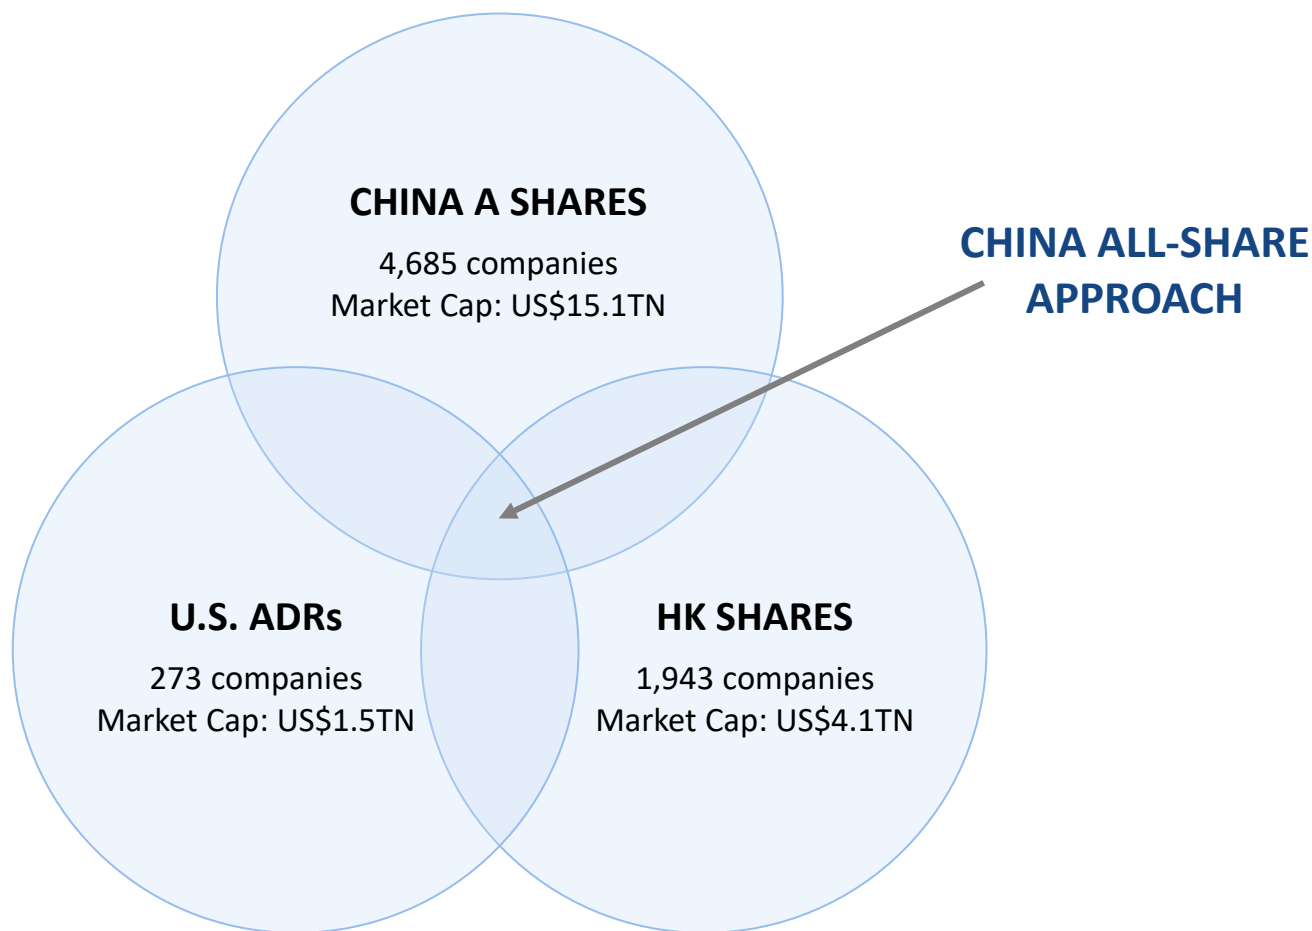 CHINA A SHARES
4,685 companies
Market Cap: US$15.1TN
CHINA ALL-SHARE
APPROACH
U.S. ADRs
273 companies
Market Cap: US$1.5TN
HK SHARES
1,943 companies
Market Cap: US$4.1TN